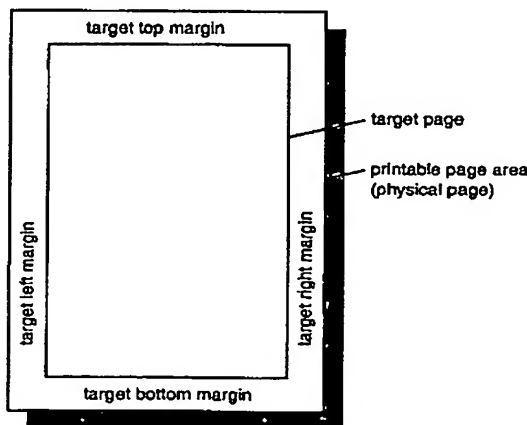 target top margin
target page
printable page area
(physical page)
target left margin
target right margin
target bottom margin